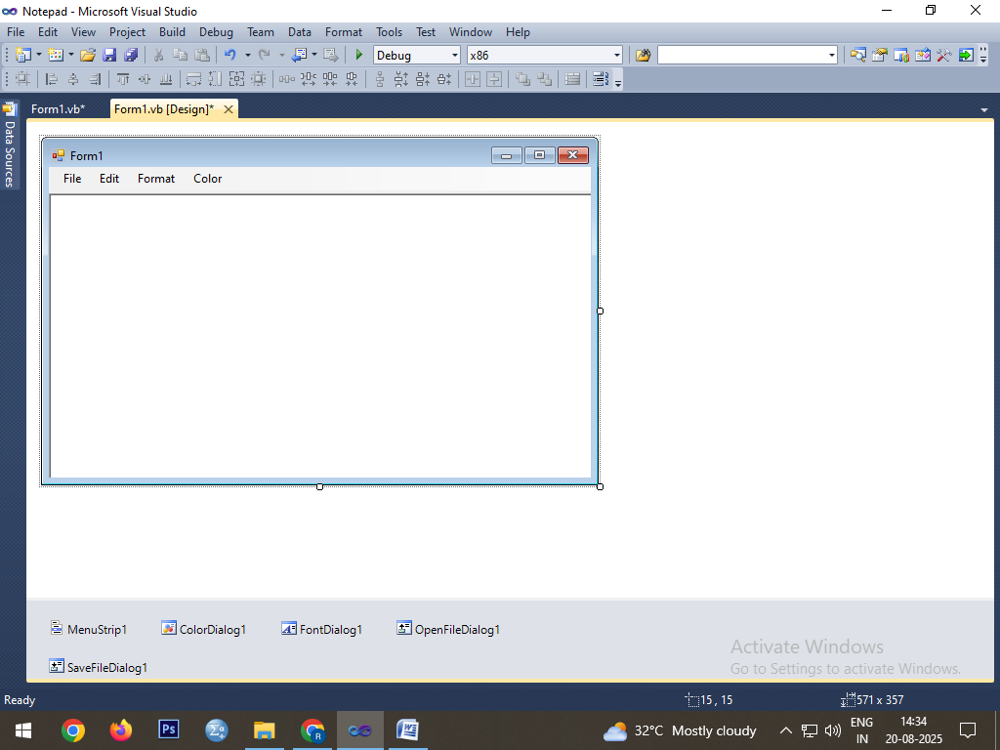 Notepad - Microsoft Visual Studio
File Edit View Project Build Debug Team Data Format Tools Test Window Help
Debug x86
Form1.vb* Form1.vb [Design]*
Data Sources
Form1
File Edit Format Color
MenuStrip1 ColorDialog1 FontDialog1 OpenFileDialog1
SaveFileDialog1
Activate Windows
Go to Settings to activate Windows.
Ready 15 , 15 571 x 357
Ps Σα R W 32°C Mostly cloudy ENG 14:34
IN 20-08-2025